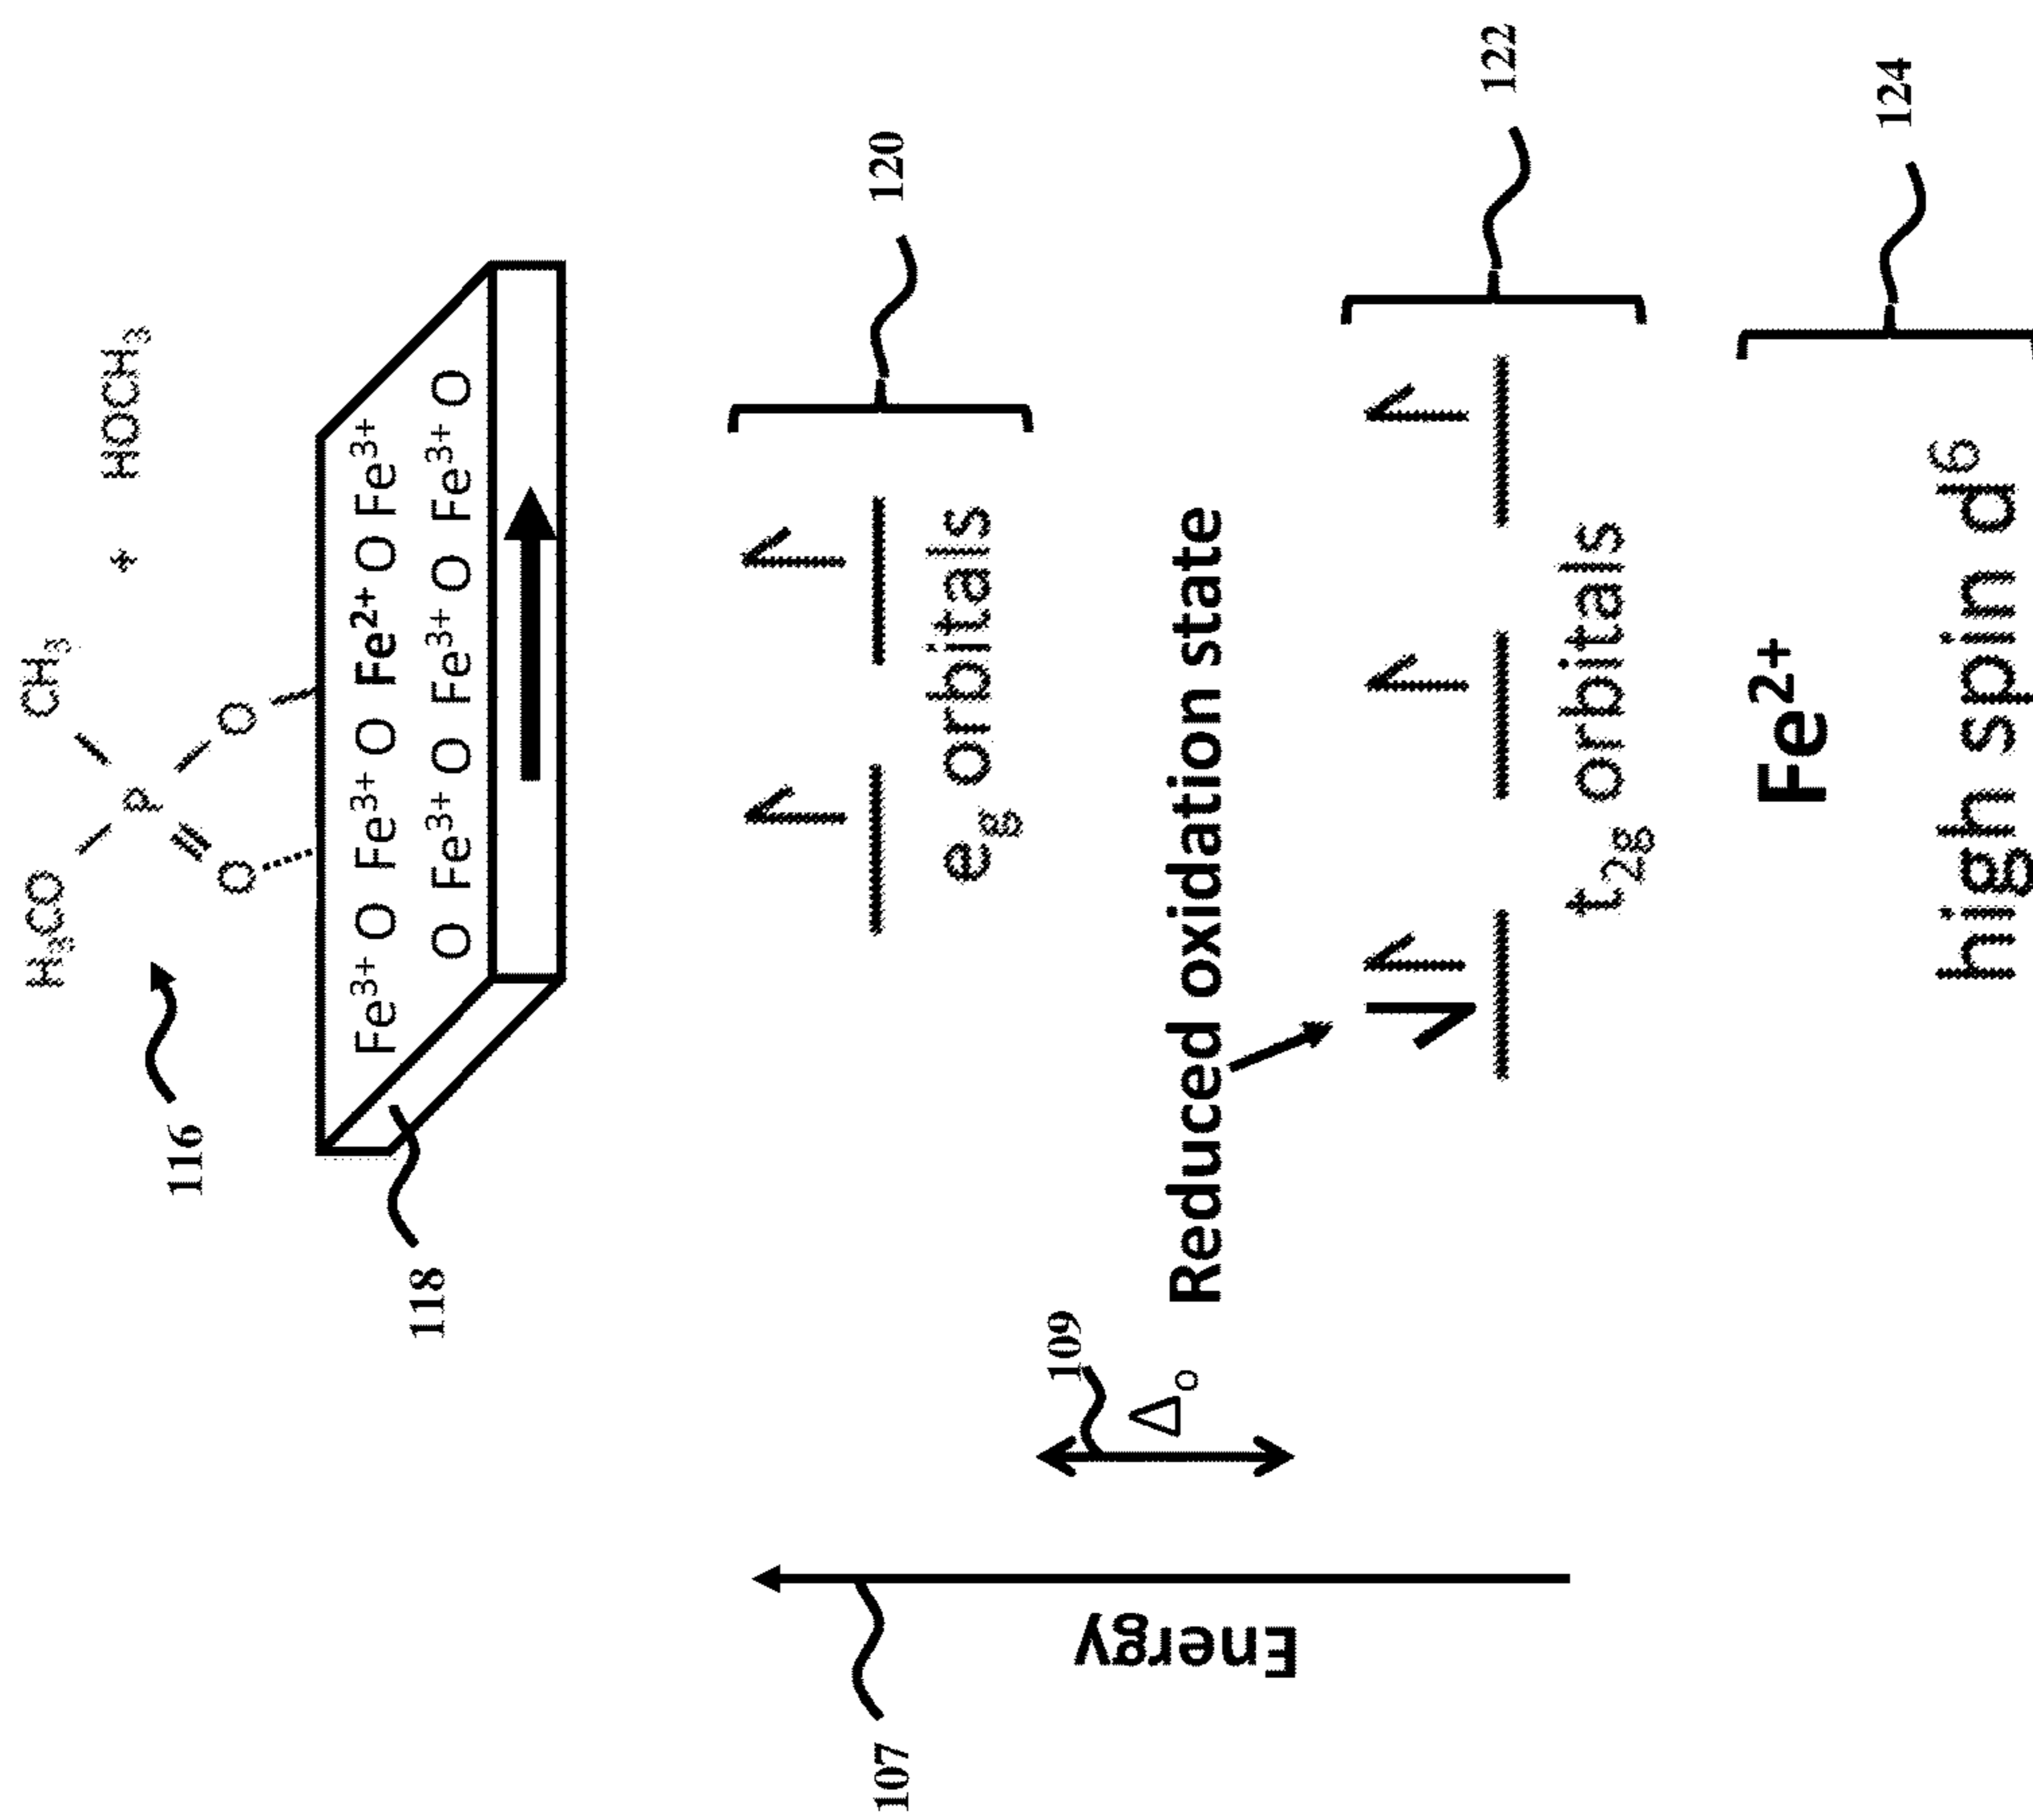 H₃CO
CH₃
P
O
O
+
HOCH₃
116
Fe³⁺ O Fe³⁺ O Fe²⁺ O Fe³⁺
O Fe³⁺ O Fe³⁺ O Fe³⁺ O
118
120
e_g orbitals
109
Δₒ
Reduced oxidation state
Energy
107
122
t₂g orbitals
124
Fe²⁺
high spin d⁶